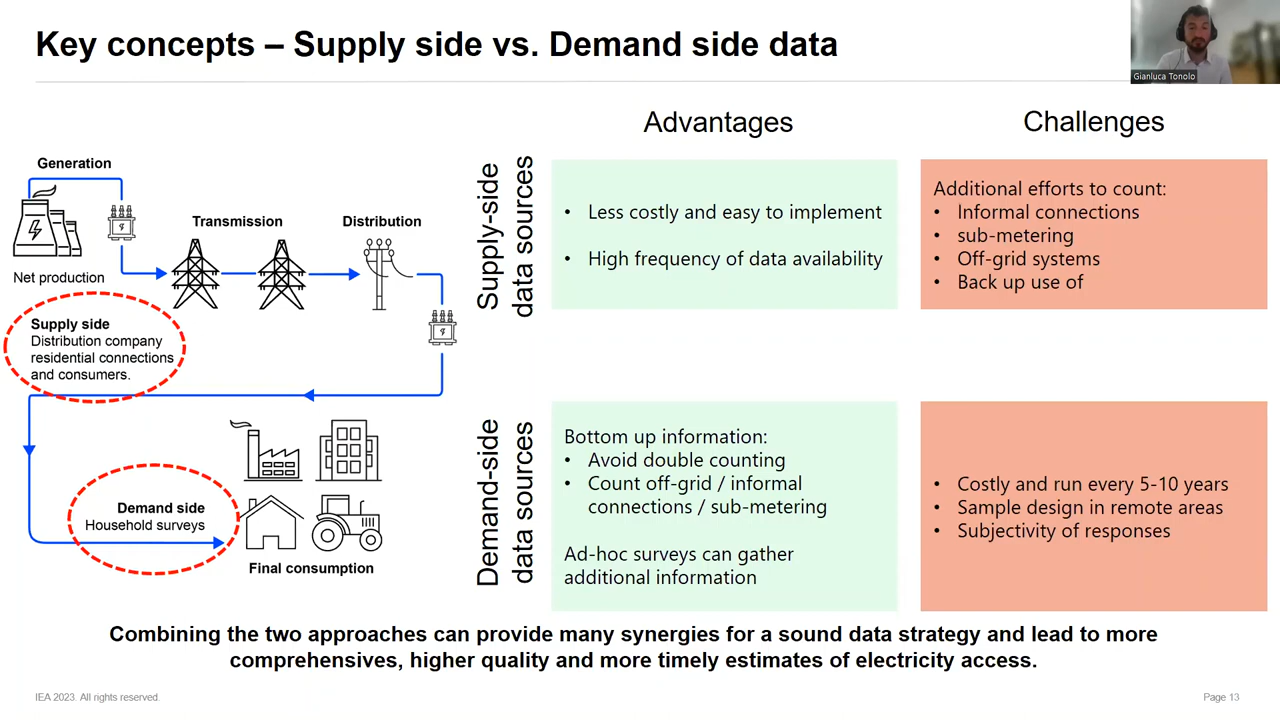 Key concepts – Supply side vs. Demand side data
Gianluca Tonolo
Generation
Net production
Transmission
Distribution
Supply side
Distribution company
residential connections
and consumers.
Demand side
Household surveys
Final consumption
Advantages
Challenges
Supply-side
data sources
• Less costly and easy to implement
• High frequency of data availability
Additional efforts to count:
• Informal connections
• sub-metering
• Off-grid systems
• Back up use of
Demand-side
data sources
Bottom up information:
• Avoid double counting
• Count off-grid / informal
connections / sub-metering
Ad-hoc surveys can gather
additional information
• Costly and run every 5-10 years
• Sample design in remote areas
• Subjectivity of responses
Combining the two approaches can provide many synergies for a sound data strategy and lead to more
comprehensives, higher quality and more timely estimates of electricity access.
IEA 2023. All rights reserved.
Page 13